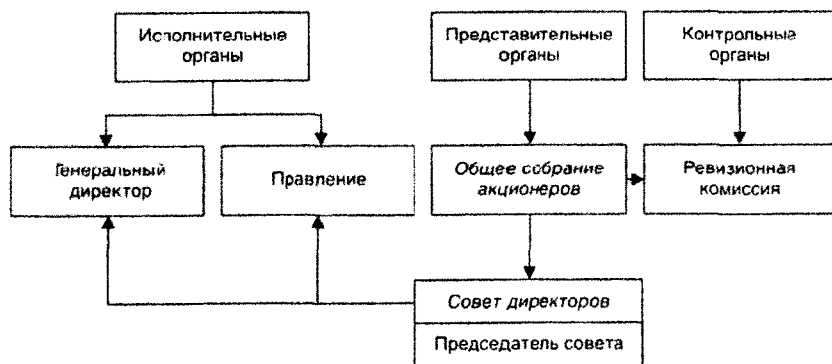 Исполнительные
органы
Представительные
органы
Контрольные
органы
Генеральный
директор
Правление
Общее собрание
акционеров
Ревизионная
комиссия
Совет директоров
Председатель совета